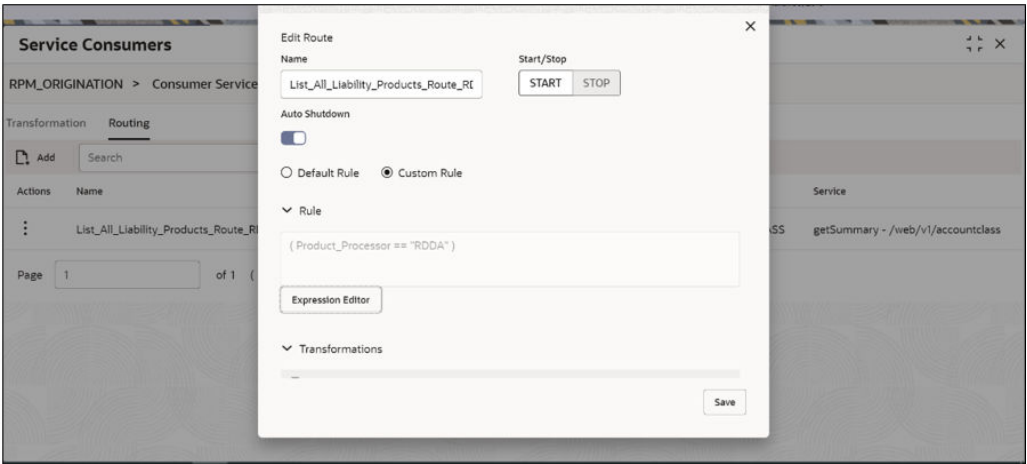 Service Consumers
RPM_ORIGINATION > Consumer Service
Transformation Routing
Add Search
Actions Name Service
List_All_Liability_Products_Route_R getSummary - /web/v1/accountclass
Page 1 of 1 (
Edit Route
Name Start/Stop
List_All_Liability_Products_Route_RD START STOP
Auto Shutdown
Default Rule Custom Rule
Rule
( Product_Processor == "RDDA" )
Expression Editor
Transformations
Save